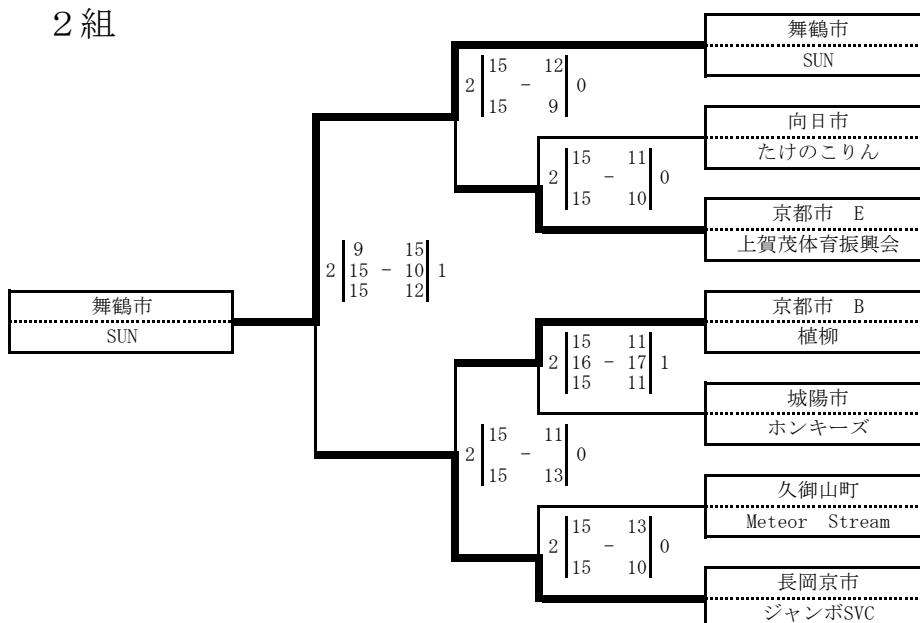 ２組
舞鶴市
SUN
15 12
2 - 0
15 9
向日市
たけのこりん
15 11
2 - 0
15 10
京都市　E
上賀茂体育振興会
9 15
2 15 - 10 1
15 12
舞鶴市
SUN
京都市　B
植柳
15 11
2 16 - 17 1
15 11
城陽市
ホンキーズ
15 11
2 - 0
15 13
久御山町
Meteor　Stream
15 13
2 - 0
15 10
長岡京市
ジャンボSVC